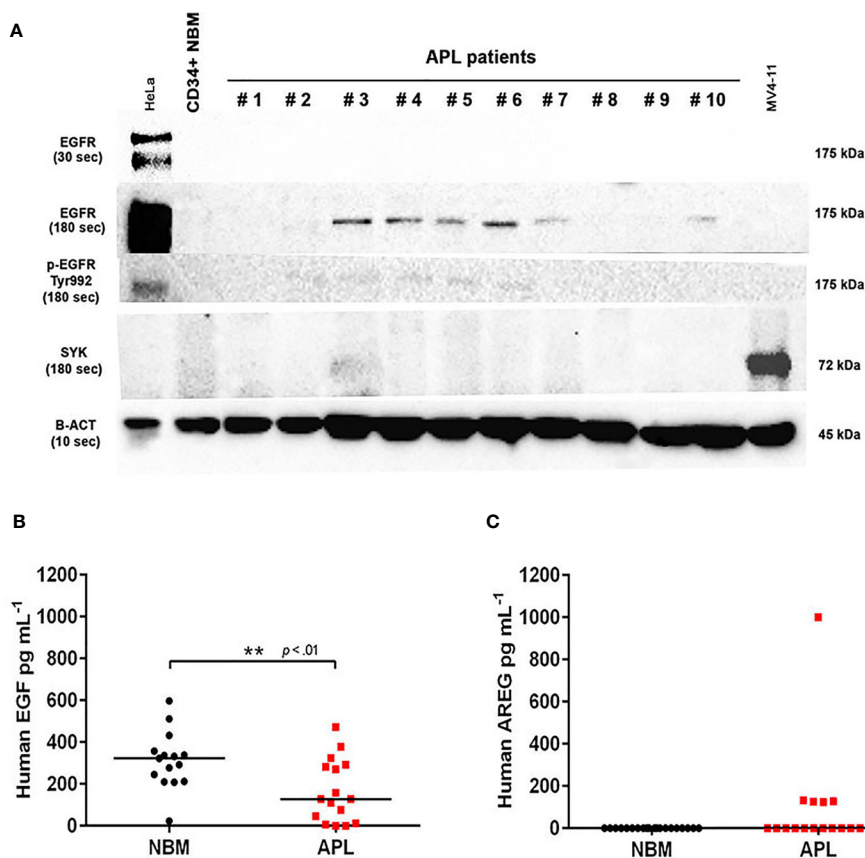 A
HeLa
CD34+ NBM
APL patients
# 1 # 2 # 3 # 4 # 5 # 6 # 7 # 8 # 9 # 10
MV4-11
EGFR
(30 sec)
175 kDa
EGFR
(180 sec)
175 kDa
p-EGFR
Tyr992
(180 sec)
175 kDa
SYK
(180 sec)
72 kDa
B-ACT
(10 sec)
45 kDa
B
Human EGF pg mL-1
1200
1000
800
600
400
200
0
** p < .01
NBM APL
C
Human AREG pg mL-1
1200
1000
800
600
400
200
0
NBM APL